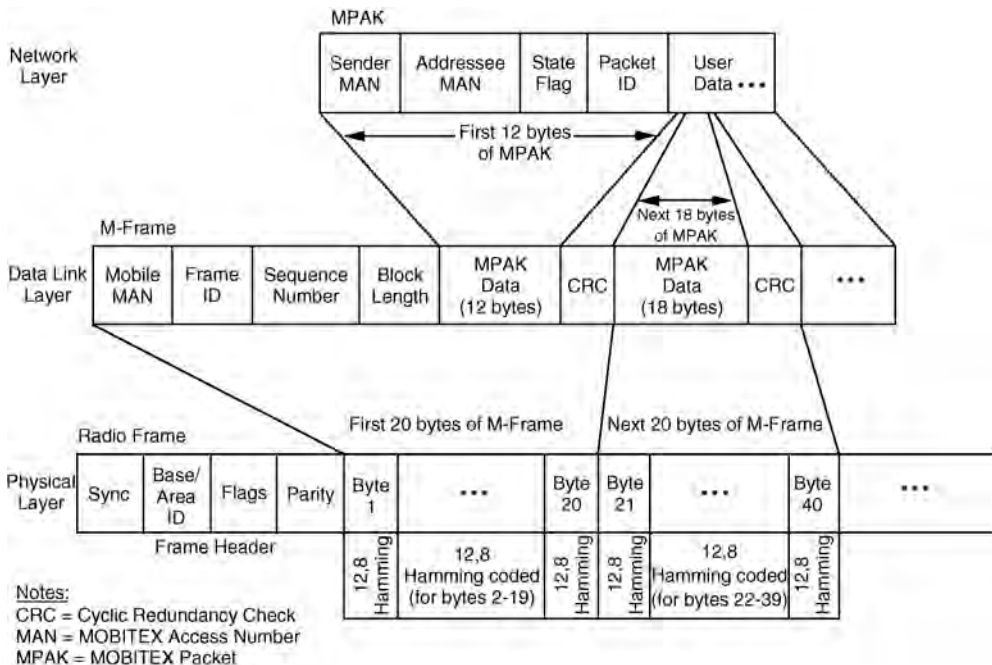 MPAK
Network
Layer
Sender
MAN
Addressee
MAN
State
Flag
Packet
ID
User
Data •••
First 12 bytes
of MPAK
Next 18 bytes
of MPAK
M-Frame
Data Link
Layer
Mobile
MAN
Frame
ID
Sequence
Number
Block
Length
MPAK
Data
(12 bytes)
CRC
MPAK
Data
(18 bytes)
CRC
•••
First 20 bytes of M-Frame
Next 20 bytes of M-Frame
Radio Frame
Physical
Layer
Sync
Base/
Area
ID
Flags
Parity
Byte
1
•••
Byte
20
Byte
21
•••
Byte
40
•••
Frame Header
12,8
Hamming
12,8
Hamming coded
(for bytes 2-19)
12,8
Hamming
12,8
Hamming
12,8
Hamming coded
(for bytes 22-39)
12,8
Hamming
Notes:
CRC = Cyclic Redundancy Check
MAN = MOBITEX Access Number
MPAK = MOBITEX Packet